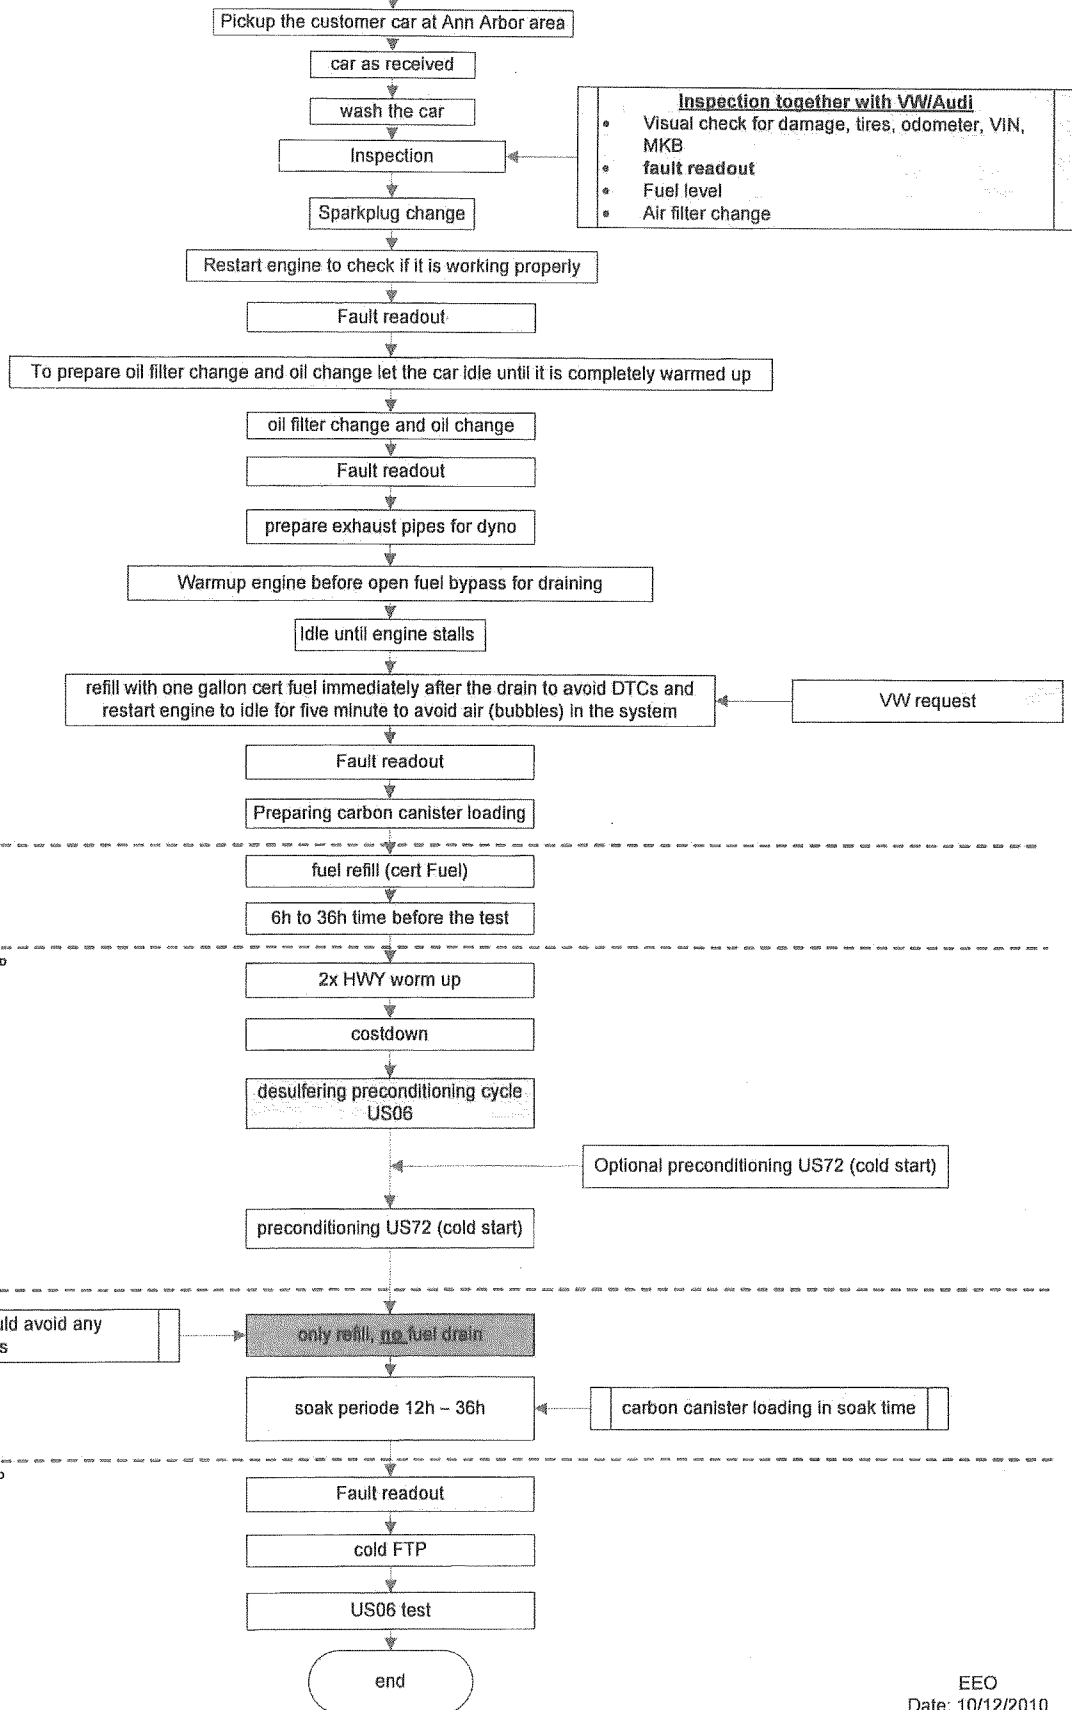 Pickup the customer car at Ann Arbor area
car as received
wash the car
Inspection together with VW/Audi
• Visual check for damage, tires, odometer, VIN,
MKB
• fault readout
• Fuel level
• Air filter change
Inspection
Sparkplug change
Restart engine to check if it is working properly
Fault readout
To prepare oil filter change and oil change let the car idle until it is completely warmed up
oil filter change and oil change
Fault readout
prepare exhaust pipes for dyno
Warmup engine before open fuel bypass for draining
Idle until engine stalls
refill with one gallon cert fuel immediately after the drain to avoid DTCs and
restart engine to idle for five minute to avoid air (bubbles) in the system
VW request
Fault readout
Preparing carbon canister loading
fuel refill (cert Fuel)
6h to 36h time before the test
2x HWY worm up
costdown
desulfering preconditioning cycle
US06
Optional preconditioning US72 (cold start)
preconditioning US72 (cold start)
avoid any
only refill, no fuel drain
soak periode 12h – 36h
carbon canister loading in soak time
Fault readout
cold FTP
US06 test
end
EEO
Date: 10/12/2010